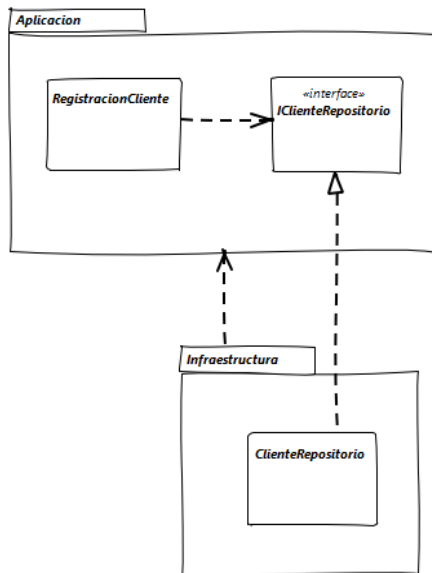 Aplicacion
RegistracionCliente
«interface»
IClienteRepositorio
Infraestructura
ClienteRepositorio